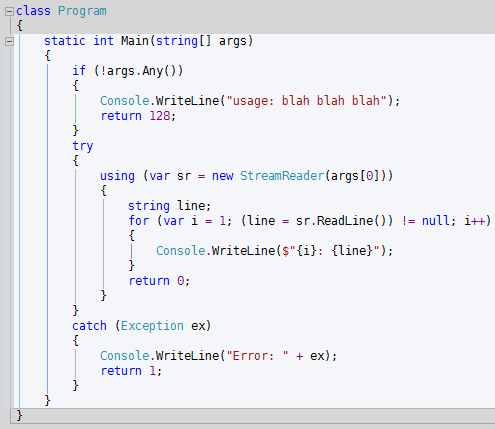 class Program
{
    static int Main(string[] args)
    {
        if (!args.Any())
        {
            Console.WriteLine("usage: blah blah blah");
            return 128;
        }
        try
        {
            using (var sr = new StreamReader(args[0]))
            {
                string line;
                for (var i = 1; (line = sr.ReadLine()) != null; i++)
                {
                    Console.WriteLine($"{i}: {line}");
                }
                return 0;
            }
        }
        catch (Exception ex)
        {
            Console.WriteLine("Error: " + ex);
            return 1;
        }
    }
}